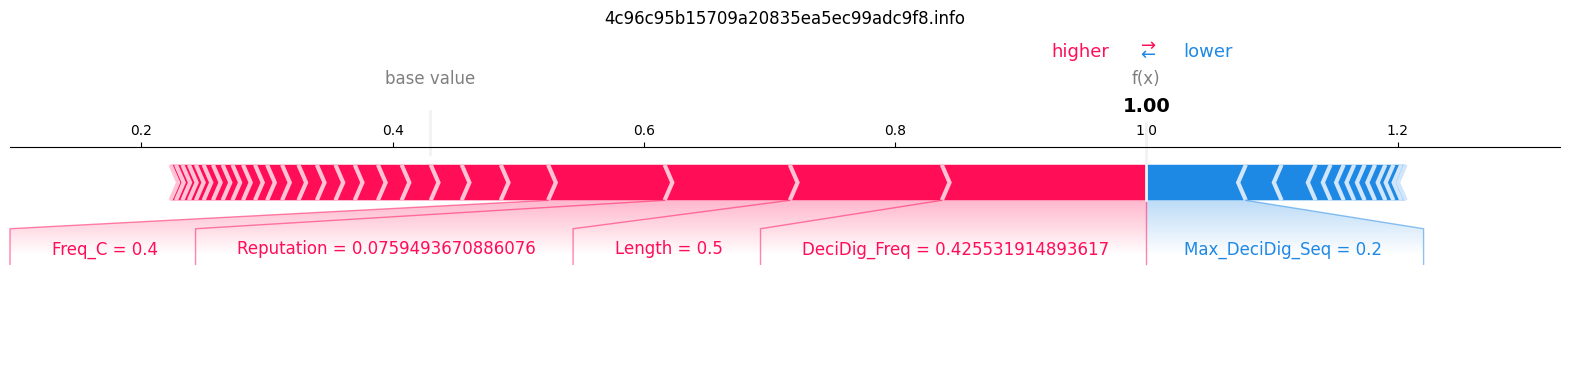 4c96c95b15709a20835ea5ec99adc9f8.info
higher → ← lower
base value f(x)
1.00
0.2 0.4 0.6 0.8 1 0 1.2
Freq_C = 0.4 Reputation = 0.0759493670886076 Length = 0.5 DeciDig_Freq = 0.425531914893617 Max_DeciDig_Seq = 0.2